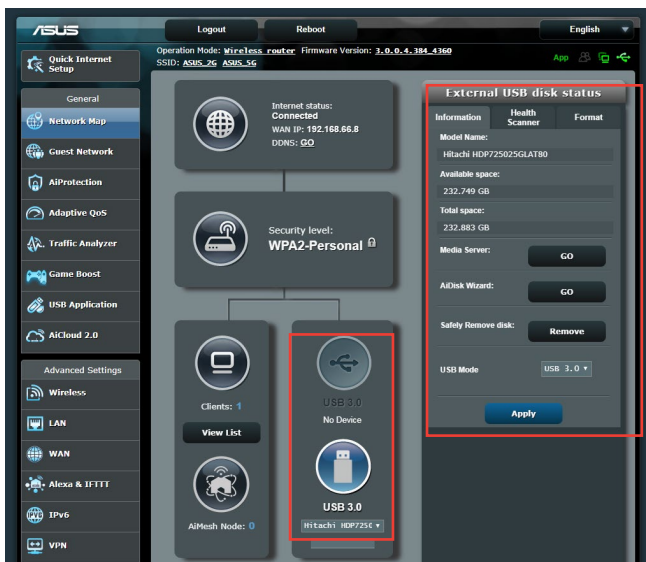 ASUS
Logout
Reboot
English
Quick Internet
Setup
Operation Mode: Wireless router Firmware Version: 3.0.0.4.384_4360
SSID: ASUS_2G ASUS_5G
App
General
Network Map
Guest Network
AiProtection
Adaptive QoS
Traffic Analyzer
Game Boost
USB Application
AiCloud 2.0
Advanced Settings
Wireless
LAN
WAN
Alexa & IFTTT
IPv6
VPN
Internet status:
Connected
WAN IP: 192.168.66.8
DDNS: GO
Security level:
WPA2-Personal
Clients: 1
View List
AiMesh Node: 0
USB 3.0
No Device
USB 3.0
Hitachi HDP725C
External USB disk status
Information
Health
Scanner
Format
Model Name:
Hitachi HDP725025GLAT80
Available space:
232.749 GB
Total space:
232.883 GB
Media Server:
GO
AiDisk Wizard:
GO
Safely Remove disk:
Remove
USB Mode
USB 3.0
Apply